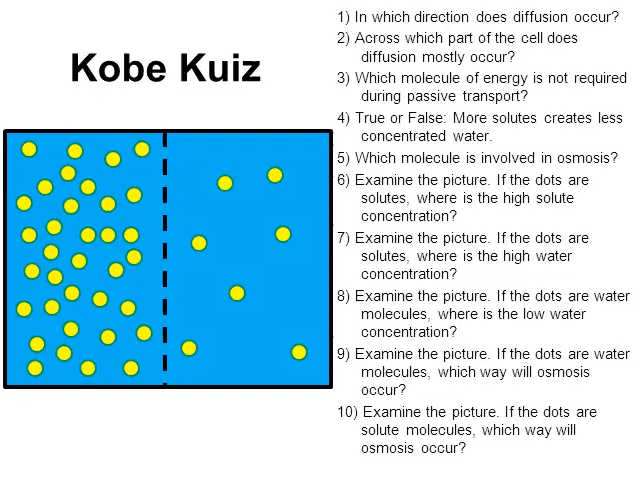 Kobe Kuiz
1) In which direction does diffusion occur?
2) Across which part of the cell does
diffusion mostly occur?
3) Which molecule of energy is not required
during passive transport?
4) True or False: More solutes creates less
concentrated water.
5) Which molecule is involved in osmosis?
6) Examine the picture. If the dots are
solutes, where is the high solute
concentration?
7) Examine the picture. If the dots are
solutes, where is the high water
concentration?
8) Examine the picture. If the dots are water
molecules, where is the low water
concentration?
9) Examine the picture. If the dots are water
molecules, which way will osmosis
occur?
10) Examine the picture. If the dots are
solute molecules, which way will
osmosis occur?